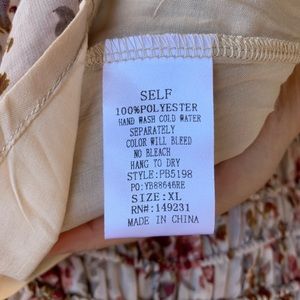 SELF
100%POLYESTER
HAND WASH COLD WATER
SEPARATELY
COLOR WILL BLEED
NO BLEACH
HANG TO DRY
STYLE:PB5198
PO:YB88646RE
SIZE:XL
RN#:149231
MADE IN CHINA